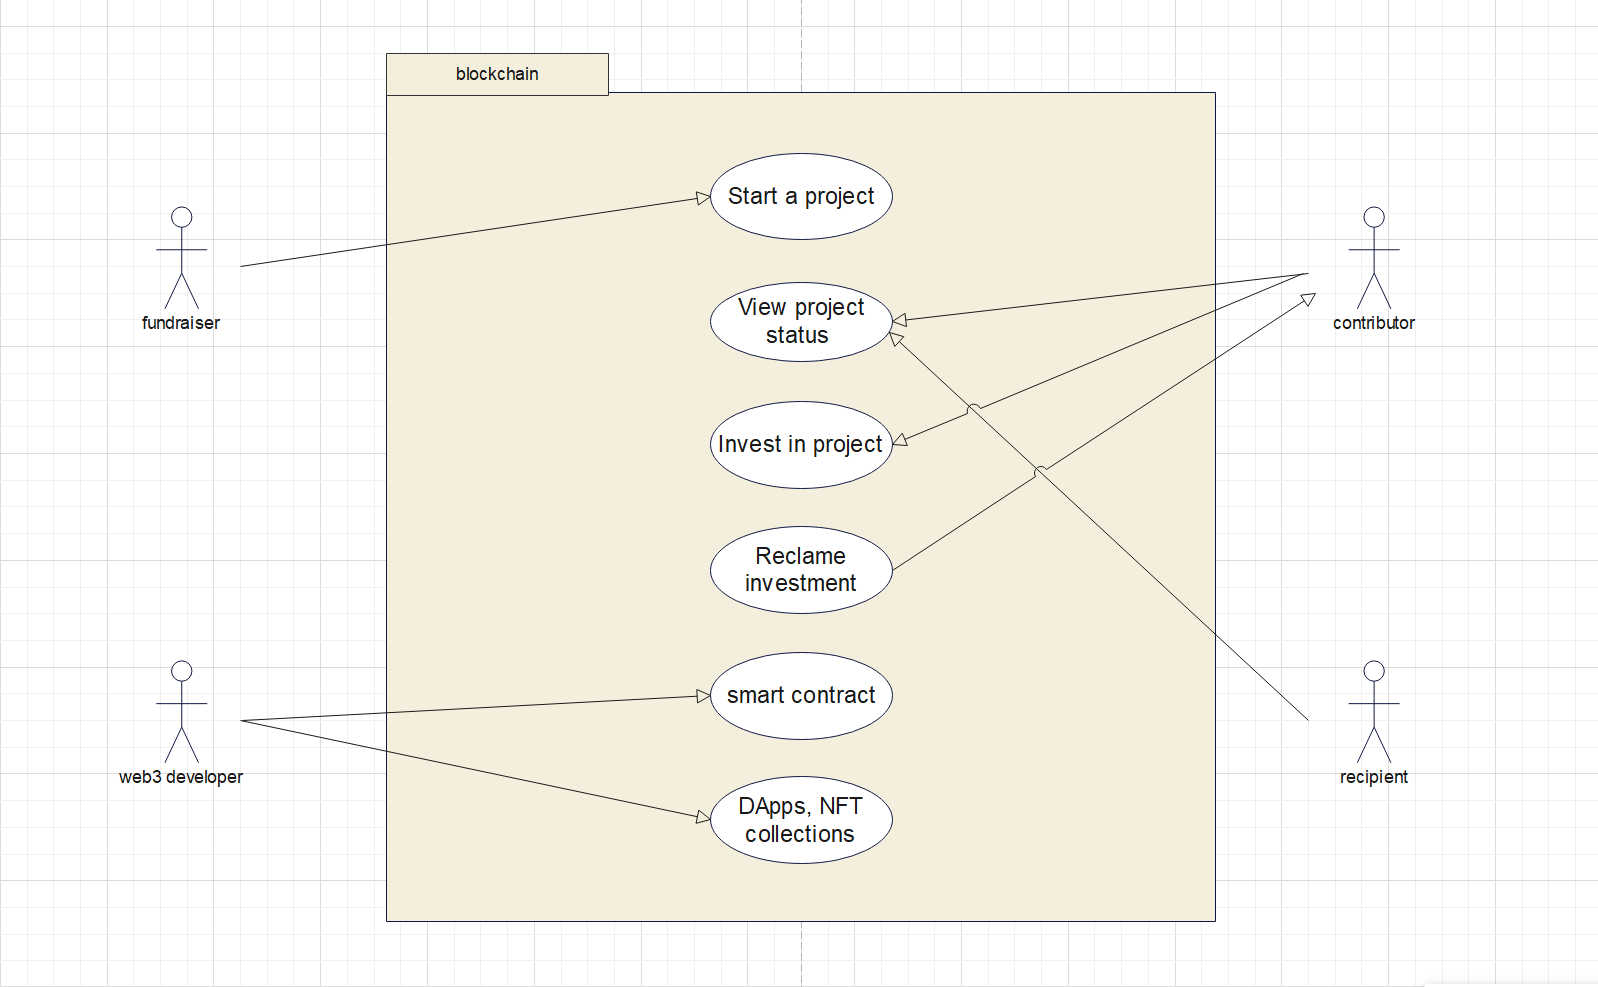 blockchain
Start a project
View project
status
Invest in project
Reclame
investment
smart contract
DApps, NFT
collections
fundraiser
web3 developer
contributor
recipient